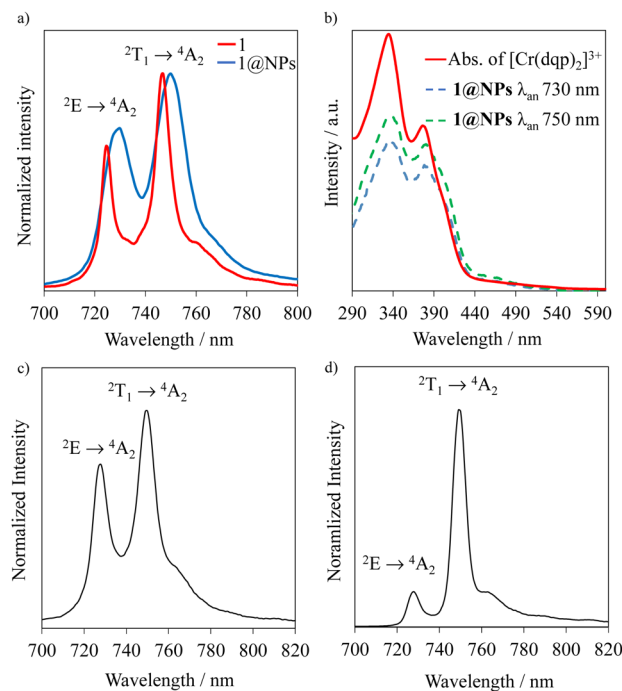 a)
²T₁ → ⁴A₂
1
1@NPs
²E → ⁴A₂
Normalized intensity
700 720 740 760 780 800
Wavelength / nm
b)
Abs. of [Cr(dqp)₂]³⁺
1@NPs λan 730 nm
1@NPs λan 750 nm
Intensity / a.u.
290 340 390 440 490 540 590
Wavelength / nm
c)
²T₁ → ⁴A₂
²E → ⁴A₂
Normalized Intensity
700 720 740 760 780 800 820
Wavelength / nm
d)
²T₁ → ⁴A₂
²E → ⁴A₂
Noramlized Intensity
700 720 740 760 780 800 820
Wavelength / nm